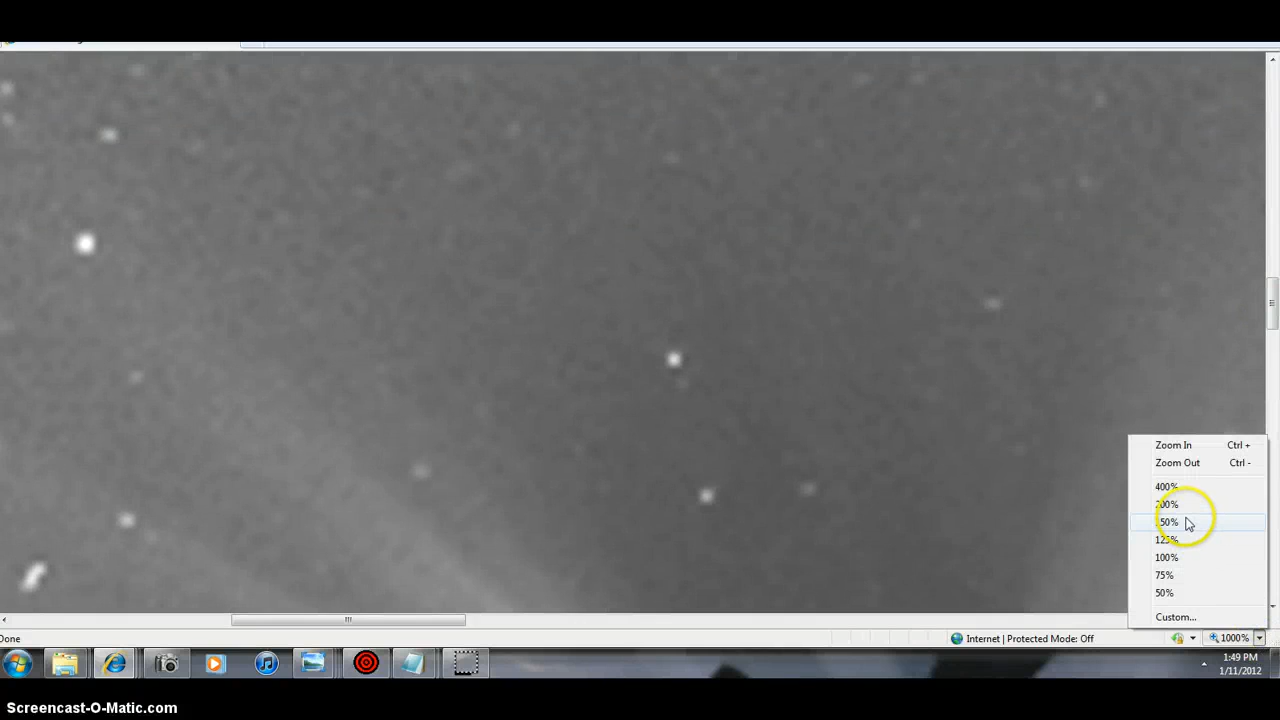 Zoom In Ctrl +
Zoom Out Ctrl -
400%
200%
150%
125%
100%
75%
50%
Custom...
Done
Internet | Protected Mode: Off
1000%
1:49 PM
1/11/2012
Screencast-O-Matic.com